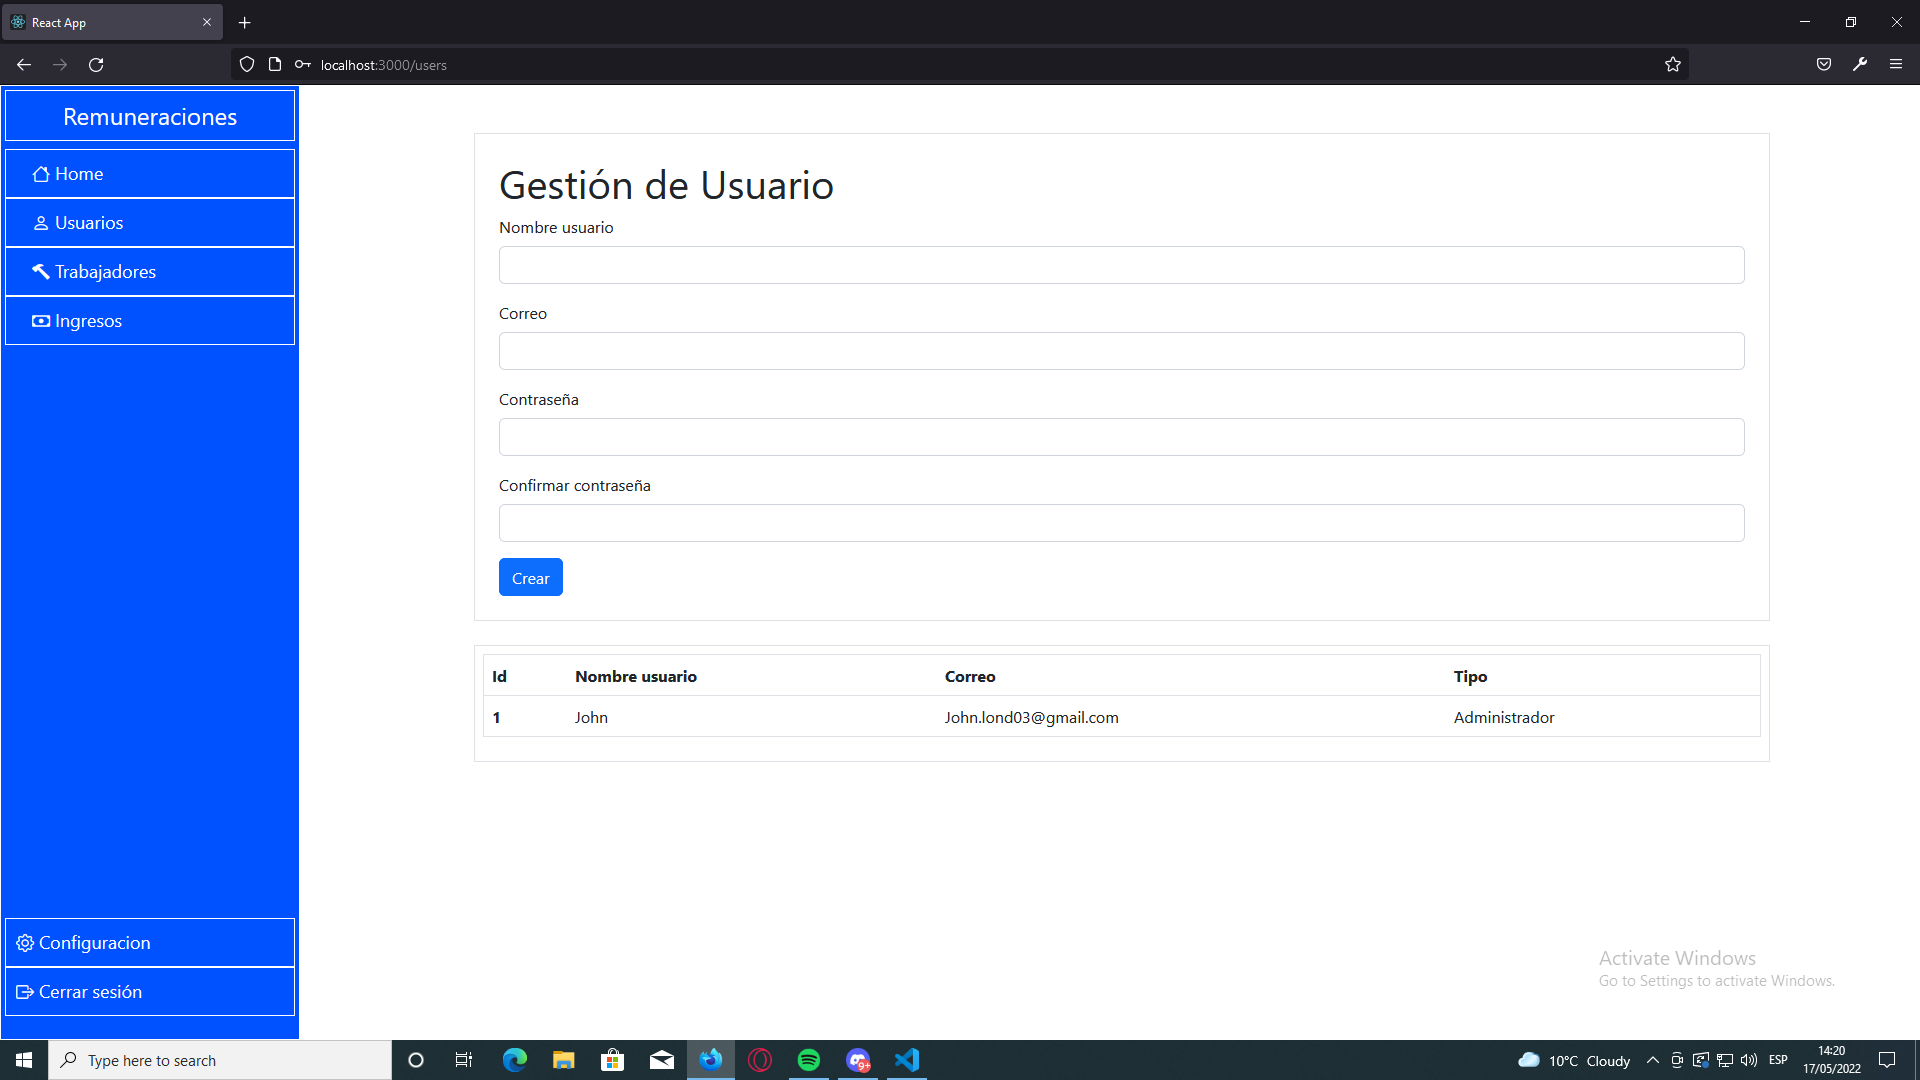 React App
localhost:3000/users
Remuneraciones
Home
Usuarios
Trabajadores
Ingresos
Configuracion
Cerrar sesión
Gestión de Usuario
Nombre usuario
Correo
Contraseña
Confirmar contraseña
Crear
Id Nombre usuario Correo Tipo
1 John John.lond03@gmail.com Administrador
Activate Windows
Go to Settings to activate Windows.
Type here to search
9+
10°C Cloudy
ESP
14:20
17/05/2022